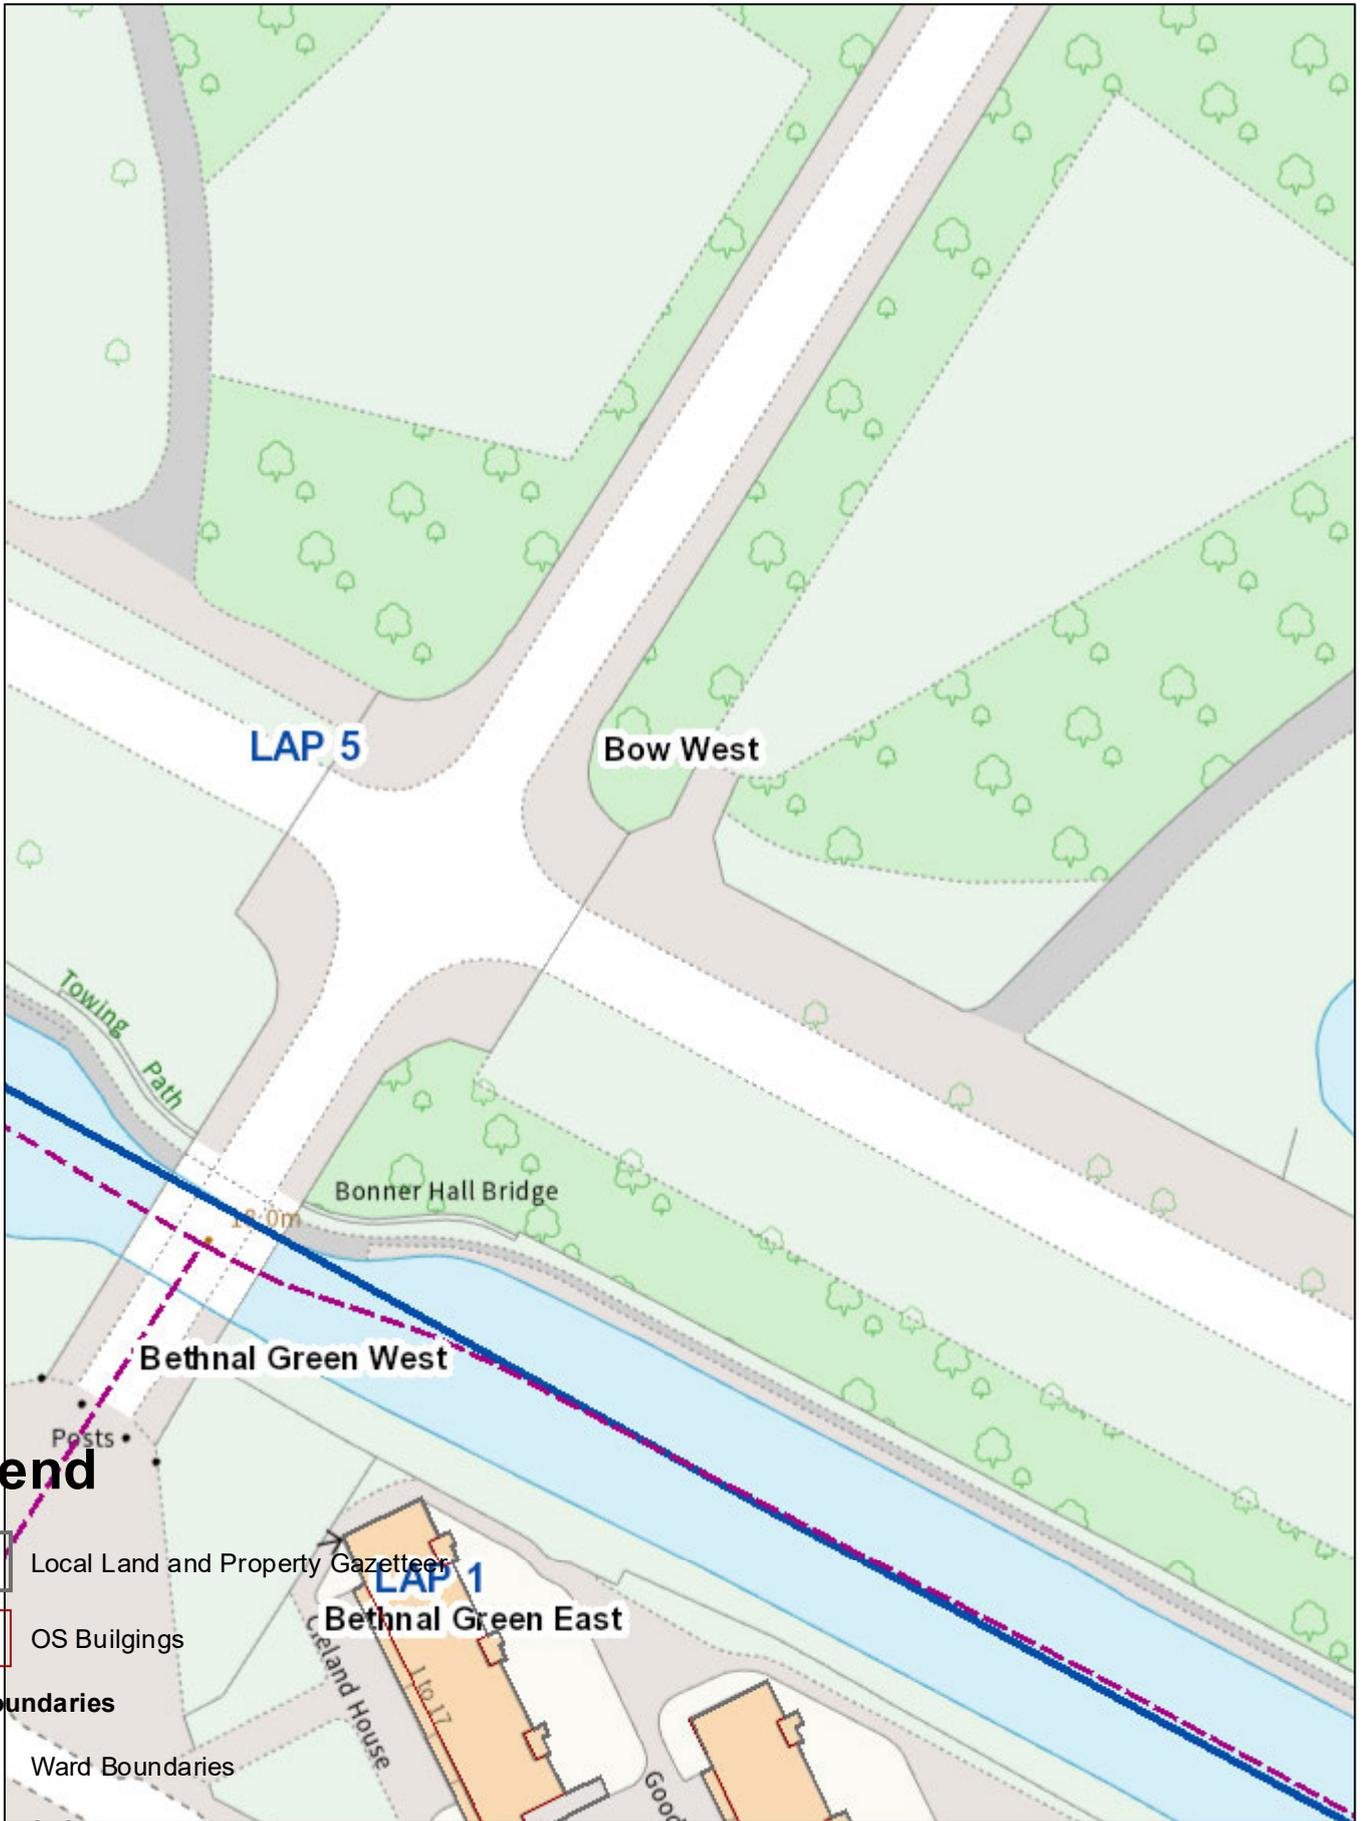 LAP 5
Bow West
Towing
Path
Bonner Hall Bridge
Bethnal Green West
Posts
end
Local Land and Property Gazetteer
LAP 1
Bethnal Green East
OS Builgings
1 to 17
oundaries
Ward Boundaries
Good